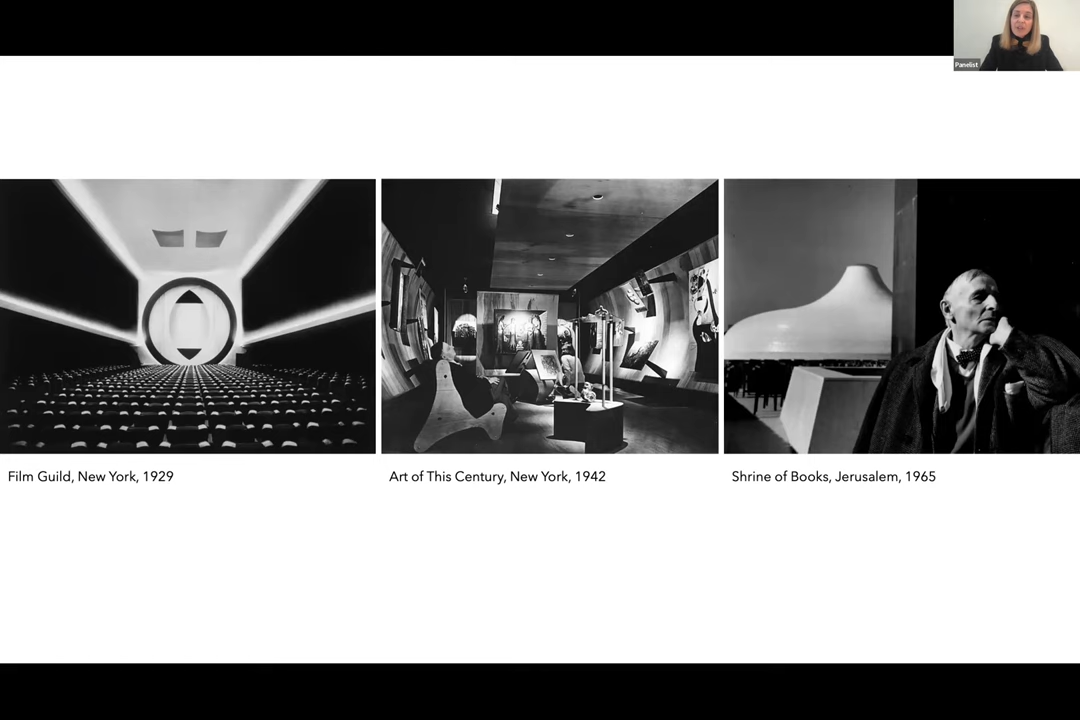 Panelist
Film Guild, New York, 1929
Art of This Century, New York, 1942
Shrine of Books, Jerusalem, 1965